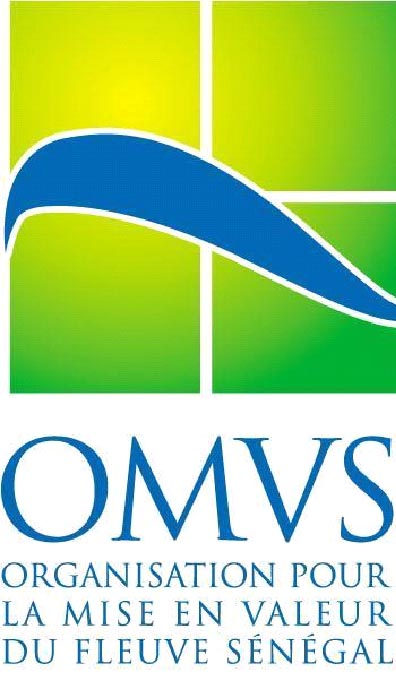 OMVS
ORGANISATION POUR
LA MISE EN VALEUR
DU FLEUVE SÉNÉGAL